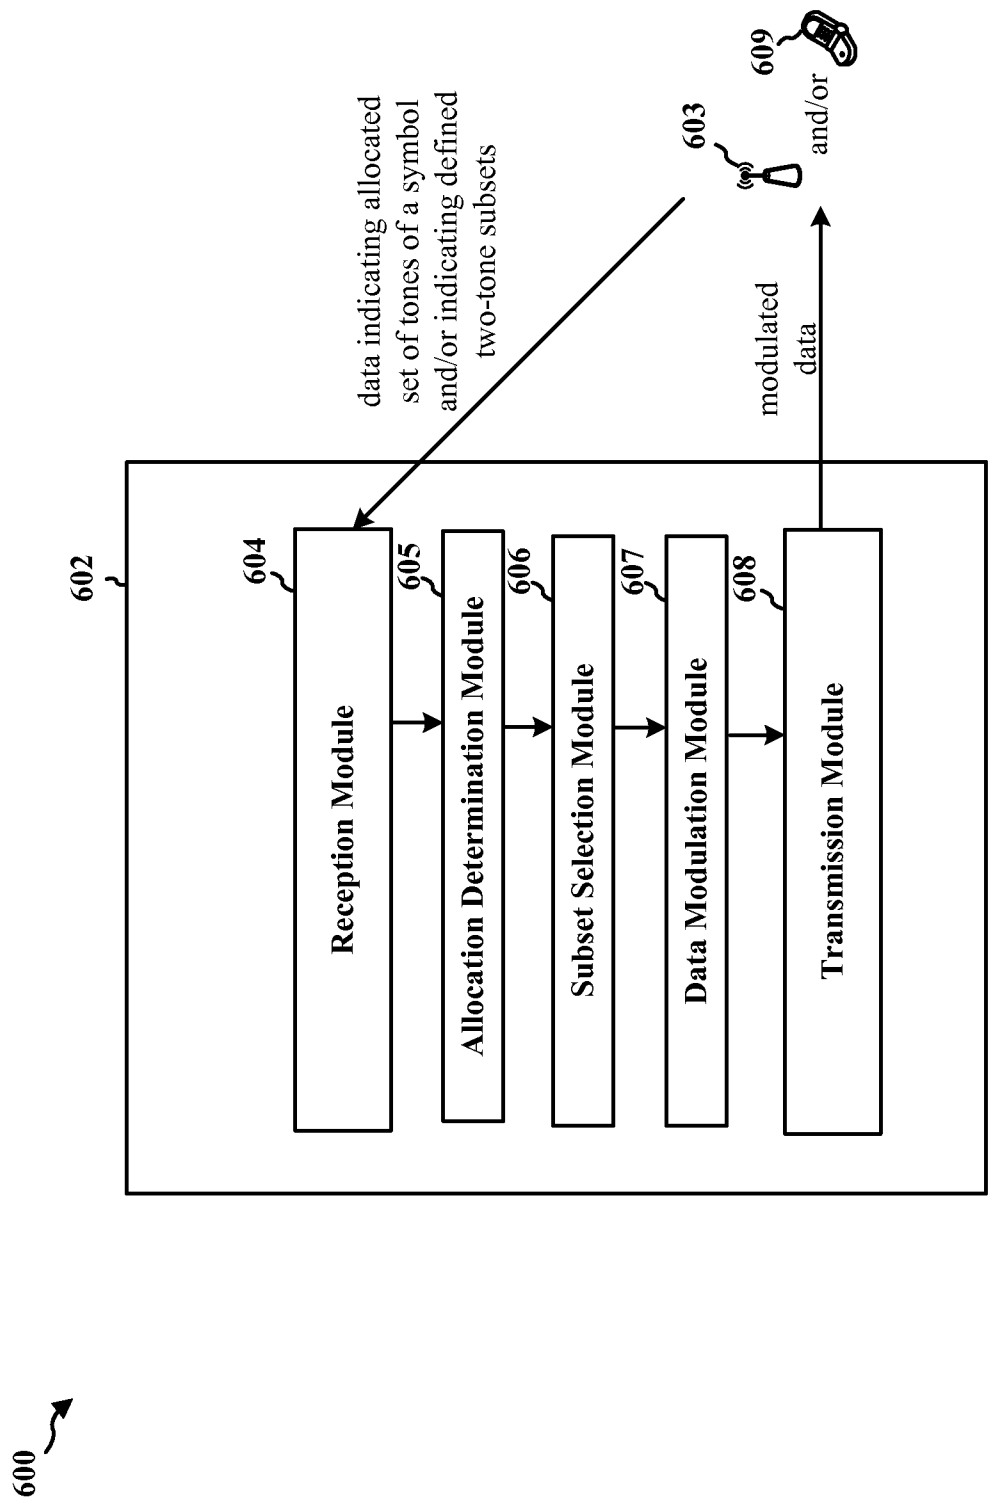 600
602
604
Reception Module
605
Allocation Determination Module
606
Subset Selection Module
607
Data Modulation Module
608
Transmission Module
data indicating allocated
set of tones of a symbol
and/or indicating defined
two-tone subsets
modulated
data
603
and/or
609